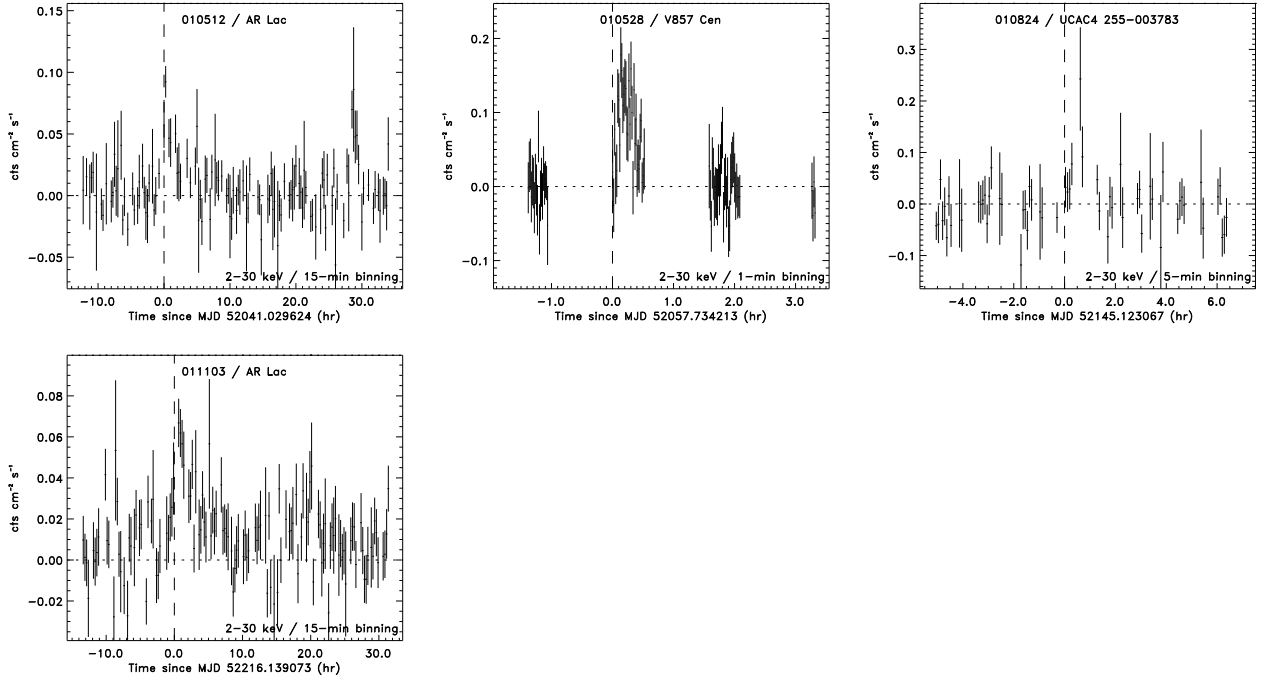 010512 / AR Lac
0.15
0.10
0.05
0.00
−0.05
cts cm⁻² s⁻¹
2−30 keV / 15−min binning
−10.0 0.0 10.0 20.0 30.0
Time since MJD 52041.029624 (hr)
010528 / V857 Cen
0.2
0.1
0.0
−0.1
cts cm⁻² s⁻¹
2−30 keV / 1−min binning
−1.0 0.0 1.0 2.0 3.0
Time since MJD 52057.734213 (hr)
010824 / UCAC4 255−003783
0.3
0.2
0.1
0.0
−0.1
cts cm⁻² s⁻¹
2−30 keV / 5−min binning
−4.0 −2.0 0.0 2.0 4.0 6.0
Time since MJD 52145.123067 (hr)
011103 / AR Lac
0.08
0.06
0.04
0.02
0.00
−0.02
cts cm⁻² s⁻¹
2−30 keV / 15−min binning
−10.0 0.0 10.0 20.0 30.0
Time since MJD 52216.139073 (hr)